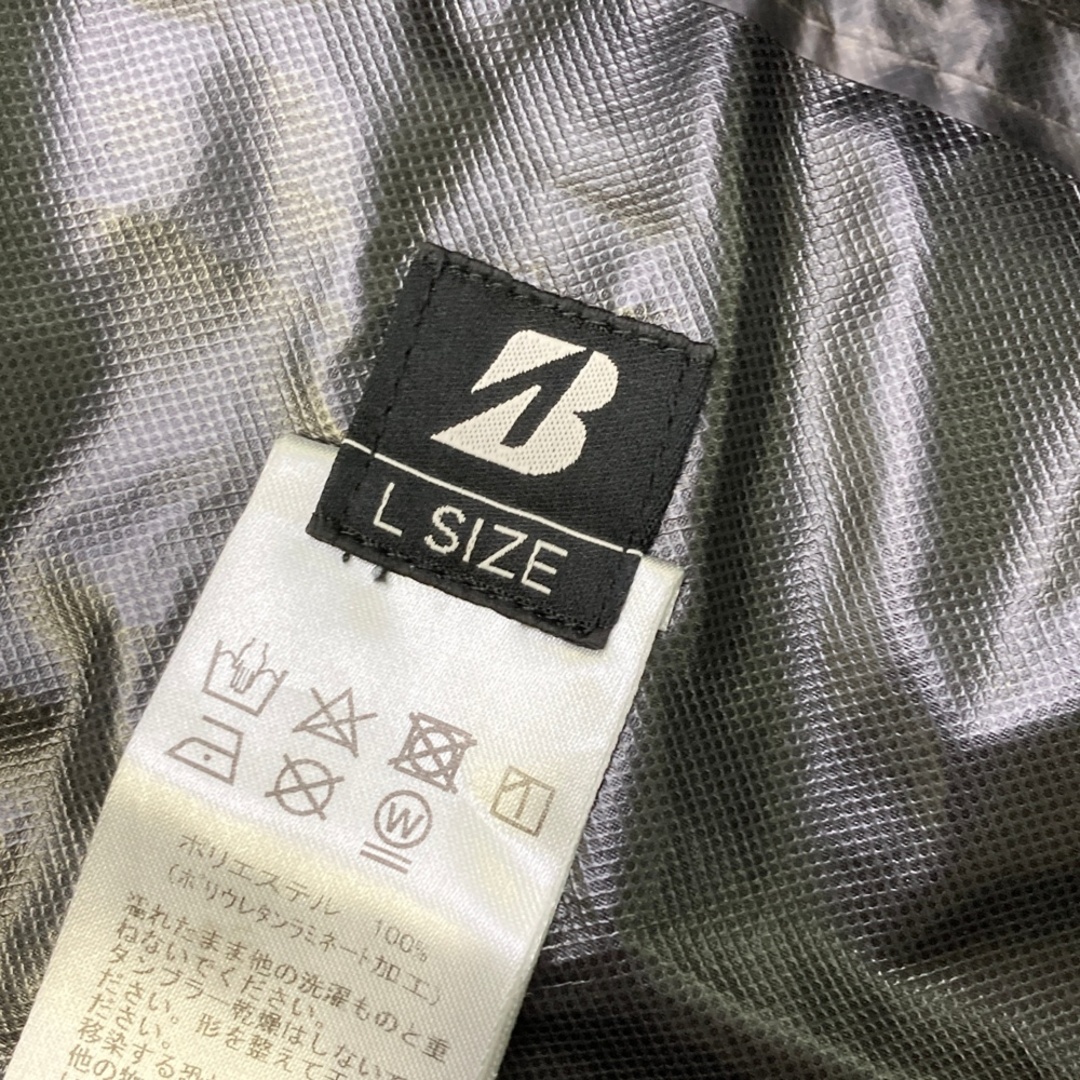 B
L SIZE
W
ポリエステル 100%
(ポリウレタンラミネート加工)
濡れたまま他の洗濯ものと重
ねないでください。
タンブラー乾燥はしない
ださい。形を整えて
移染する恐
他の物